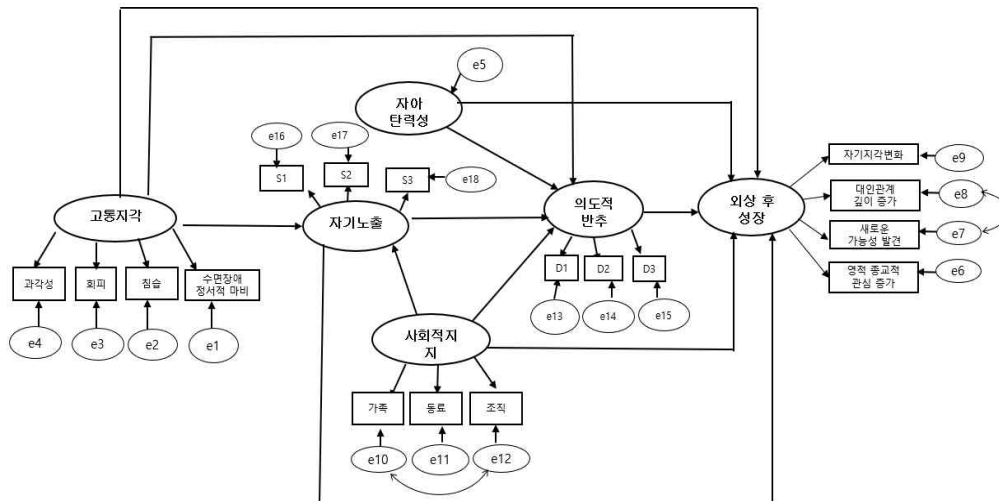 e5
자아
탄력성
e16
e17
S1
S2
S3
e18
자기지각변화
e9
고통지각
자기노출
의도적
반추
외상 후
성장
대인관계
깊이 증가
e8
새로운
가능성 발견
e7
영적 종교적
관심 증가
e6
과각성
회피
침습
수면장애
정서적 마비
D1
D2
D3
e4
e3
e2
e1
e13
e14
e15
사회적지
지
가족
동료
조직
e10
e11
e12